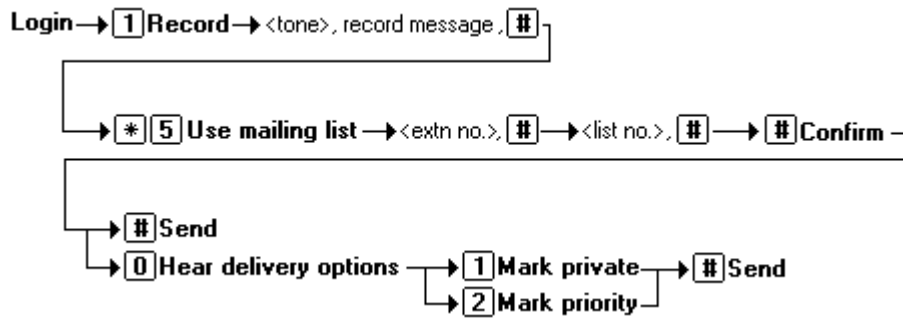 Login 1 Record <tone>, record message, #
* 5 Use mailing list <extn no.>, # <list no.>, # # Confirm
# Send
0 Hear delivery options 1 Mark private # Send
2 Mark priority